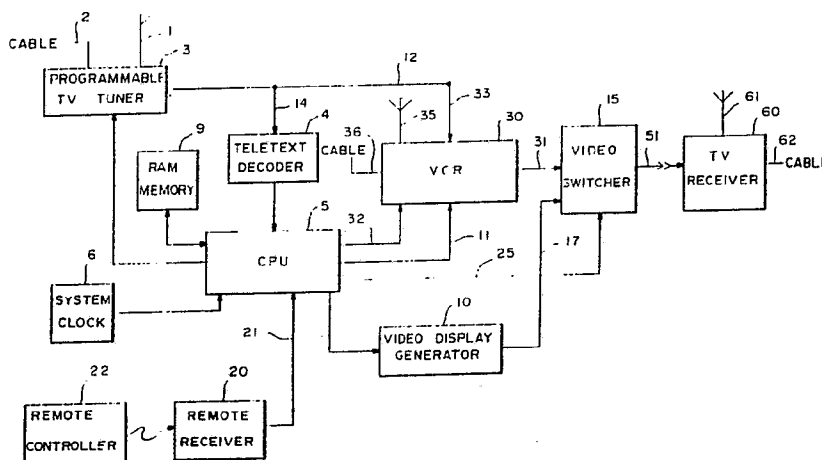 CABLE
2
1
3
PROGRAMMABLE
TV TUNER
12
14
33
9
RAM
MEMORY
4
TELETEXT
DECODER
36
CABLE
35
30
VCR
31
15
VIDEO
SWITCHER
51
61
60
TV
RECEIVER
62
CABLE
5
CPU
32
11
25
17
6
SYSTEM
CLOCK
21
10
VIDEO DISPLAY
GENERATOR
22
REMOTE
CONTROLLER
20
REMOTE
RECEIVER